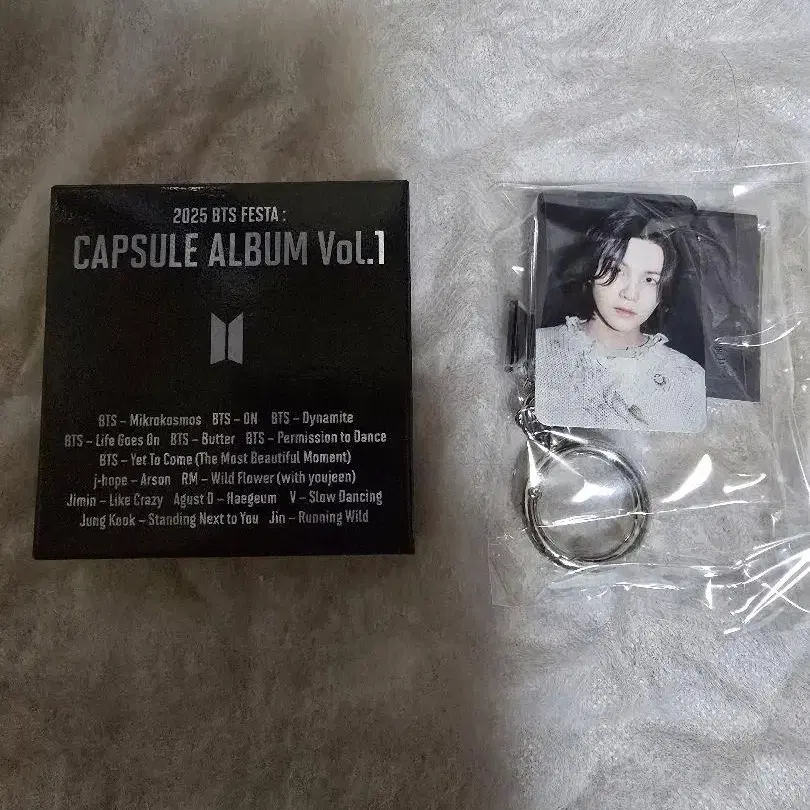 2025 BTS FESTA :
CAPSULE ALBUM Vol.1
BTS – Mikrokosmos BTS – ON BTS – Dynamite
BTS – Life Goes On BTS – Butter BTS – Permission to Dance
BTS – Yet To Come (The Most Beautiful Moment)
j-hope – Arson RM – Wild Flower (with youjeen)
Jimin – Like Crazy Agust D – Haegeum V – Slow Dancing
Jung Kook – Standing Next to You Jin – Running Wild